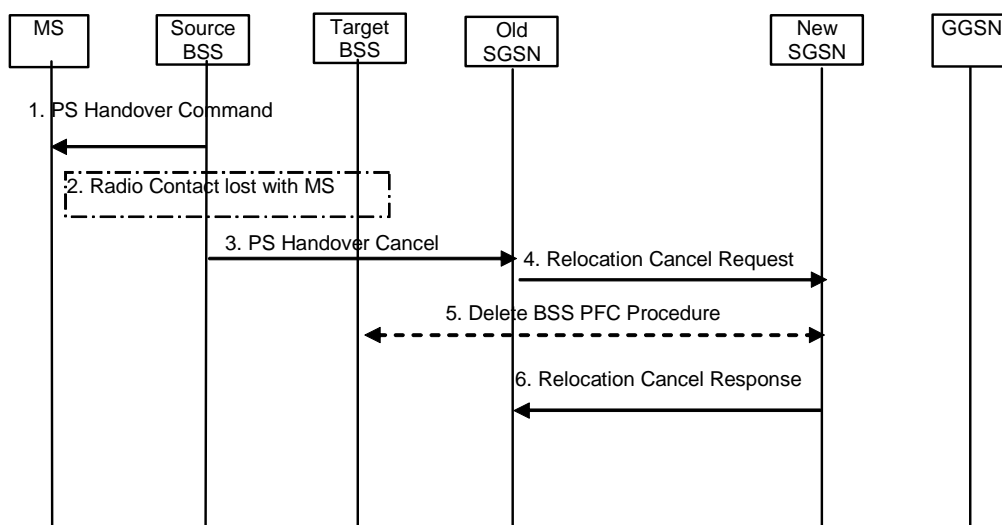 MS
Source
BSS
Target
BSS
Old
SGSN
New
SGSN
GGSN
1. PS Handover Command
2. Radio Contact lost with MS
3. PS Handover Cancel
4. Relocation Cancel Request
5. Delete BSS PFC Procedure
6. Relocation Cancel Response